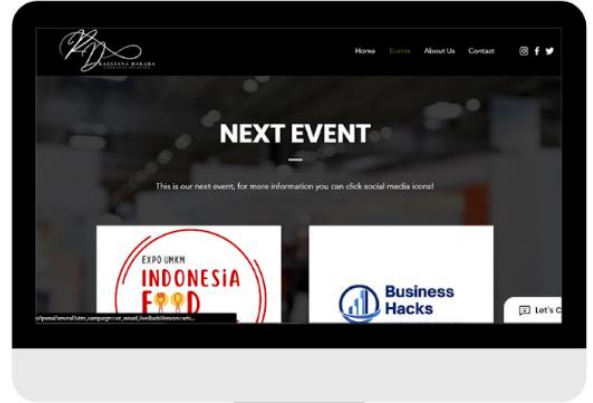 Home Events About Us Contact
NEXT EVENT
This is our next event, for more information you can click social media icons!
EXPO UMKM
INDONESIA
FOOD
Business
Hacks
Let's C